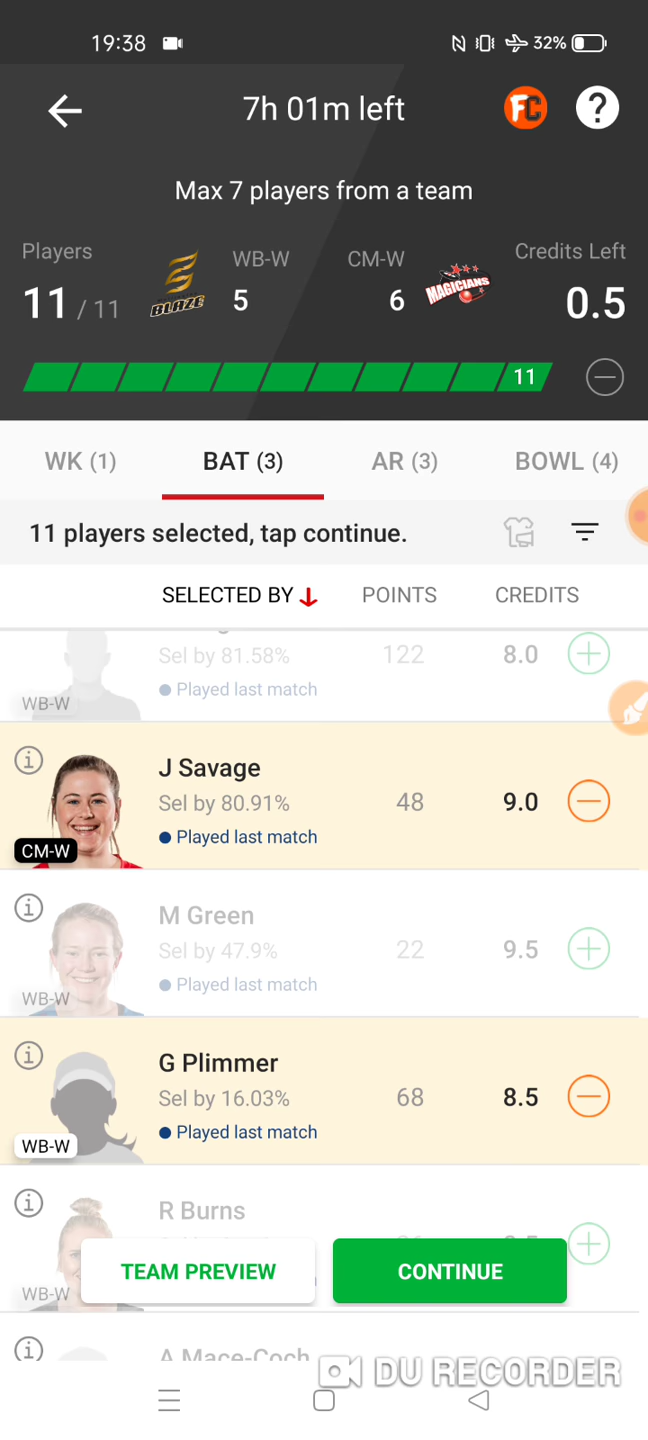 19:38 32%
7h 01m left FC ?
Max 7 players from a team
Players WB-W CM-W Credits Left
11 / 11 BLAZE 5 6 MAGICIANS 0.5
11
WK (1) BAT (3) AR (3) BOWL (4)
11 players selected, tap continue.
SELECTED BY POINTS CREDITS
Sel by 81.58% 122 8.0
WB-W Played last match
J Savage
Sel by 80.91% 48 9.0
CM-W Played last match
M Green
Sel by 47.9% 22 9.5
WB-W Played last match
G Plimmer
Sel by 16.03% 68 8.5
WB-W Played last match
R Burns
WB-W TEAM PREVIEW CONTINUE
A Mace-Coch
DU RECORDER